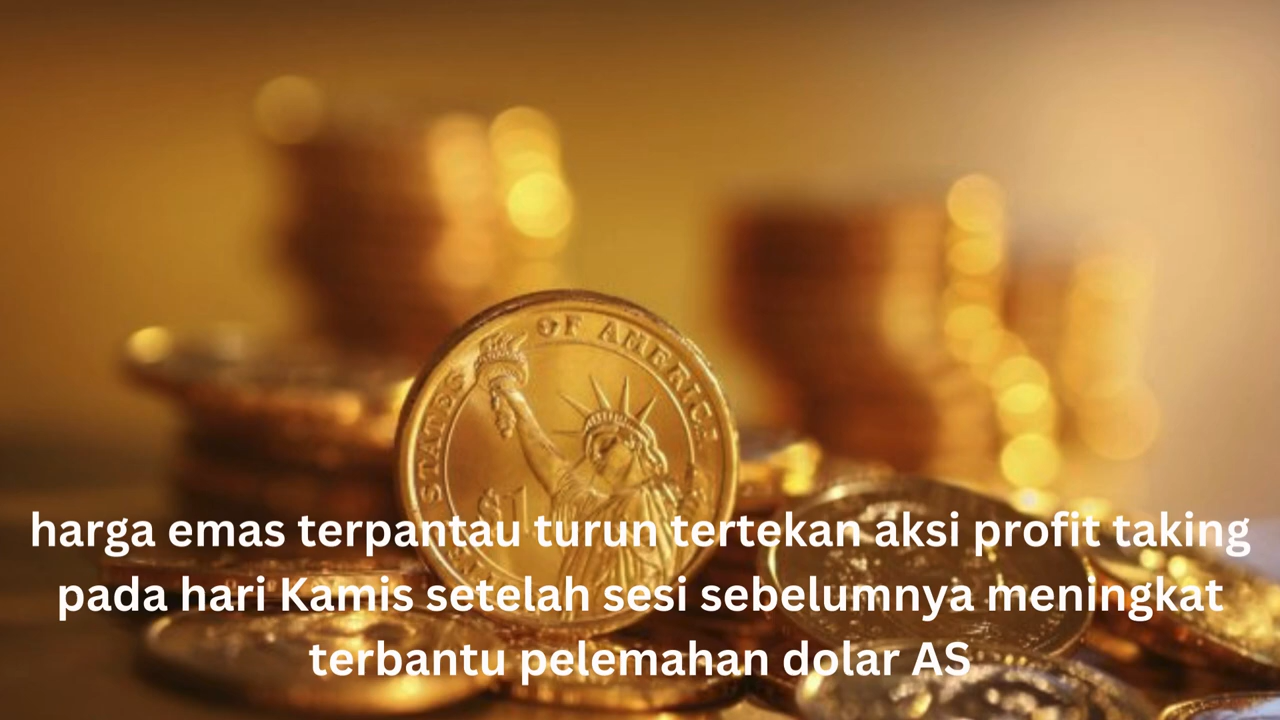 OF AMERICA
STATES
$1
harga emas terpantau turun tertekan aksi profit taking
pada hari Kamis setelah sesi sebelumnya meningkat
terbantu pelemahan dolar AS